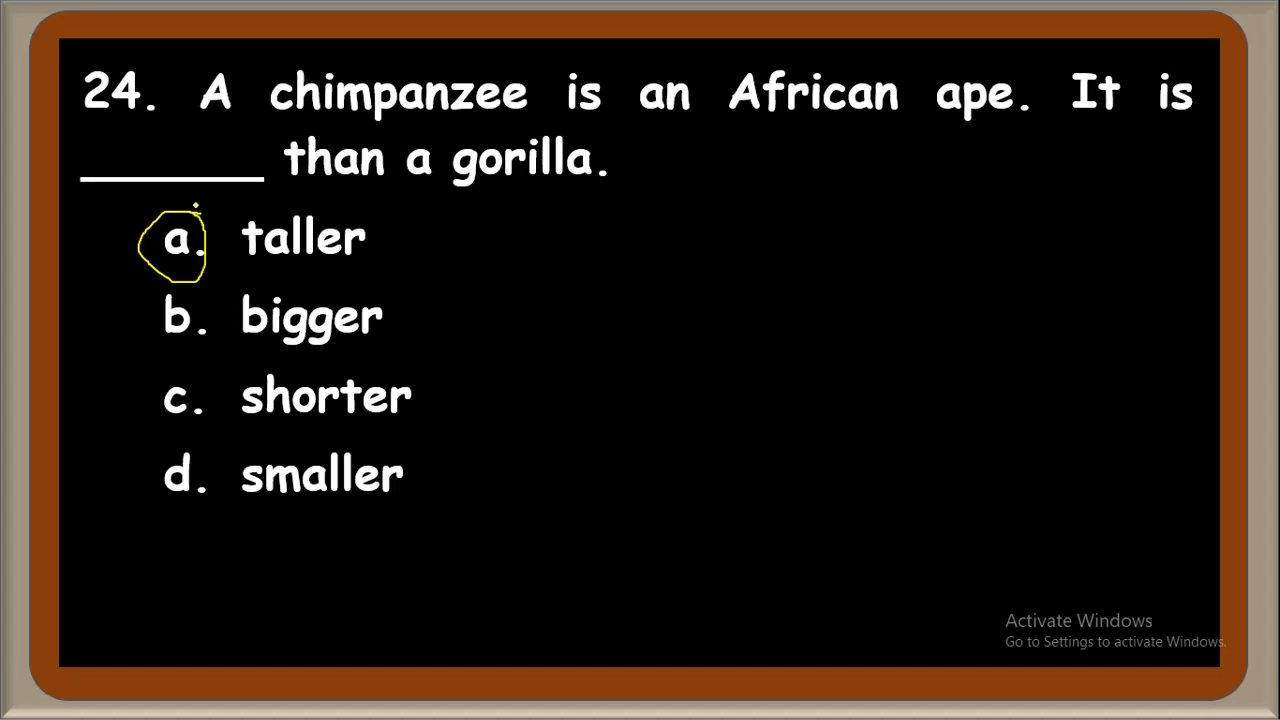 24. A chimpanzee is an African ape. It is
_______ than a gorilla.
a. taller
b. bigger
c. shorter
d. smaller
Activate Windows
Go to Settings to activate Windows.